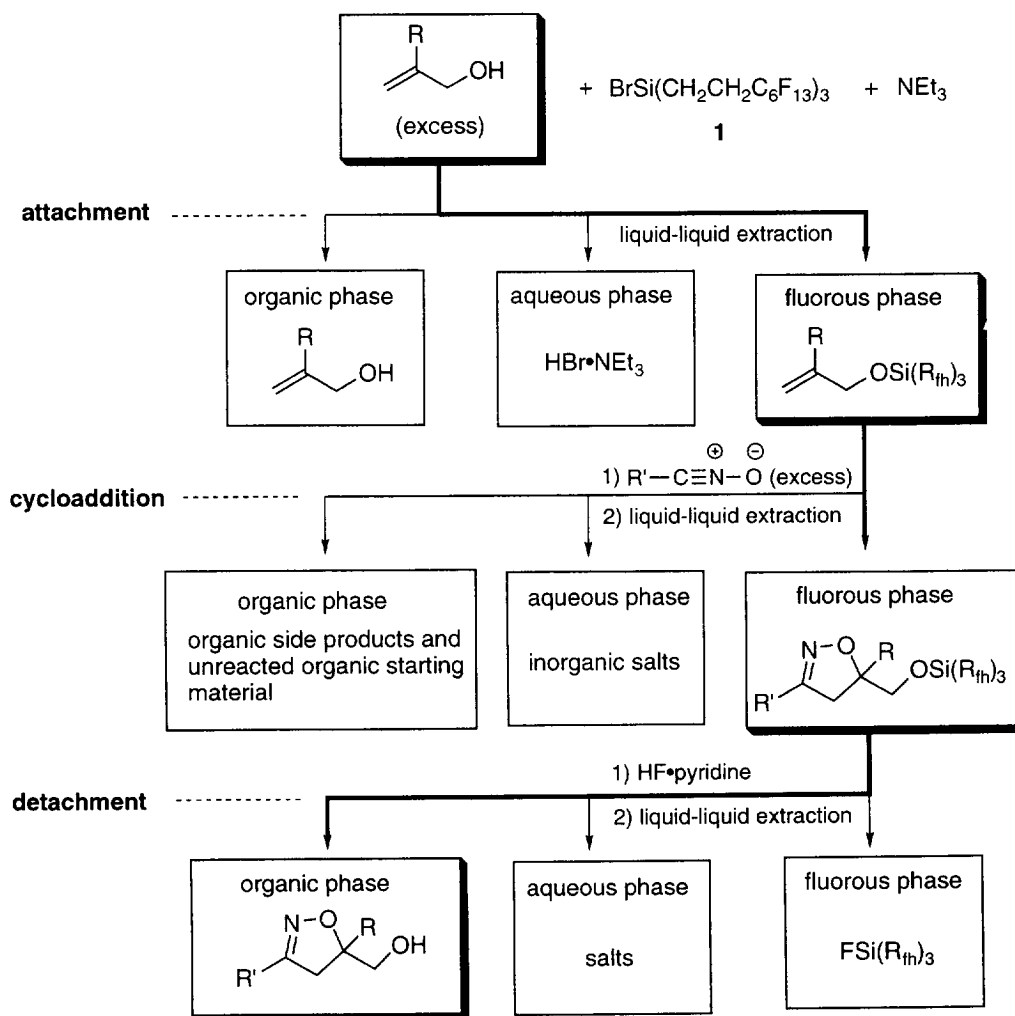 R
OH
(excess)
+ BrSi(CH₂CH₂C₆F₁₃)₃ + NEt₃
1
attachment
liquid-liquid extraction
organic phase
R
OH
aqueous phase
HBr•NEt₃
fluorous phase
R
OSi(Rfh)₃
cycloaddition
1) R'—C≡N—O (excess)
⊕ ⊖
2) liquid-liquid extraction
organic phase
organic side products and
unreacted organic starting
material
aqueous phase
inorganic salts
fluorous phase
N–O R
OSi(Rfh)₃
R'
detachment
1) HF•pyridine
2) liquid-liquid extraction
organic phase
N–O R
OH
R'
aqueous phase
salts
fluorous phase
FSi(Rfh)₃